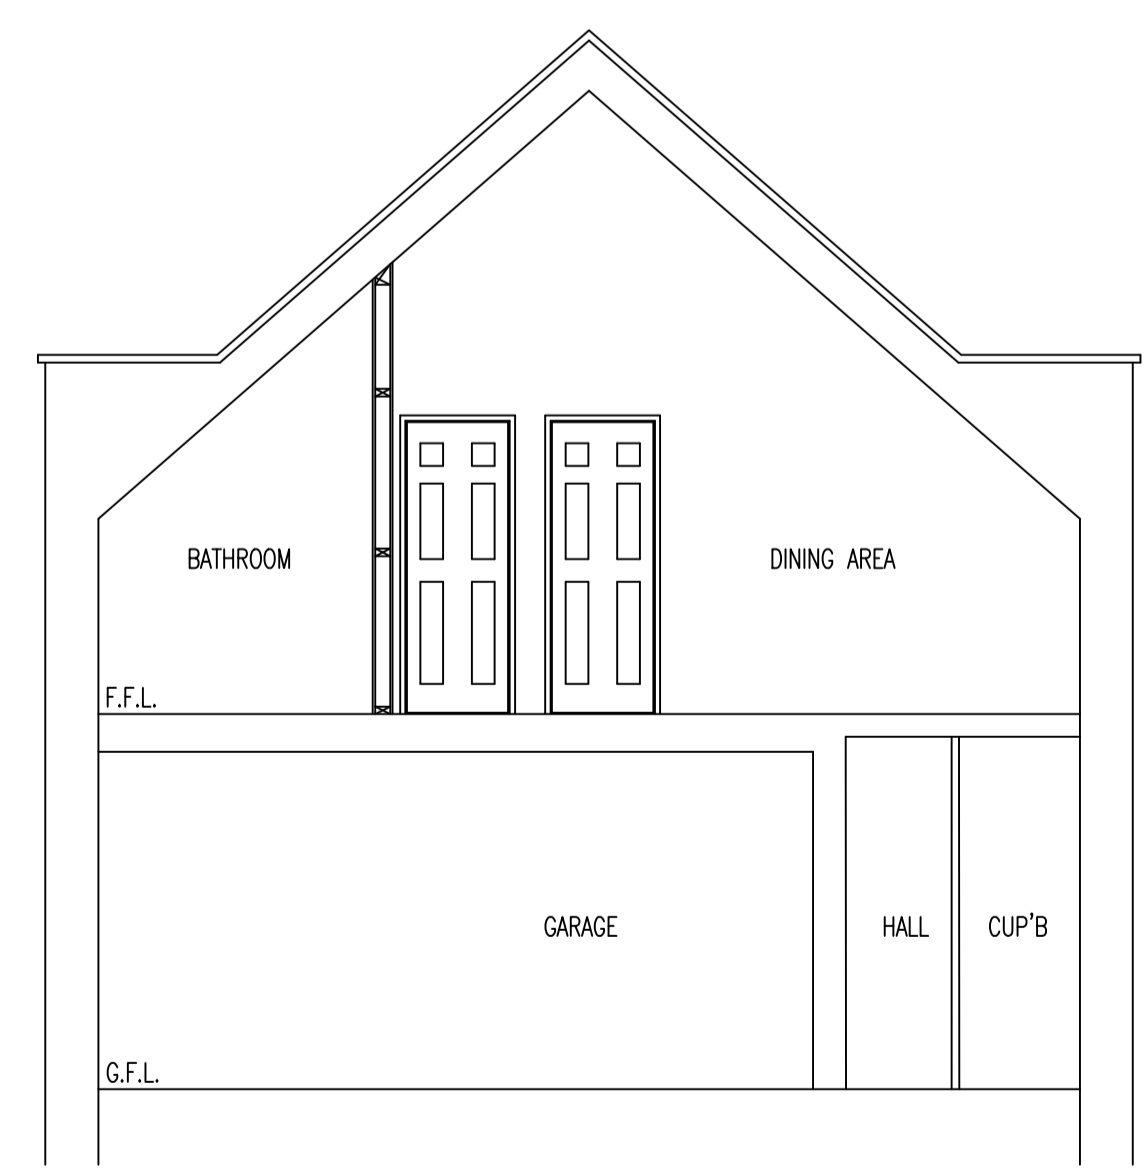 BATHROOM
DINING AREA
F.F.L.
GARAGE
HALL
CUP'B
G.F.L.